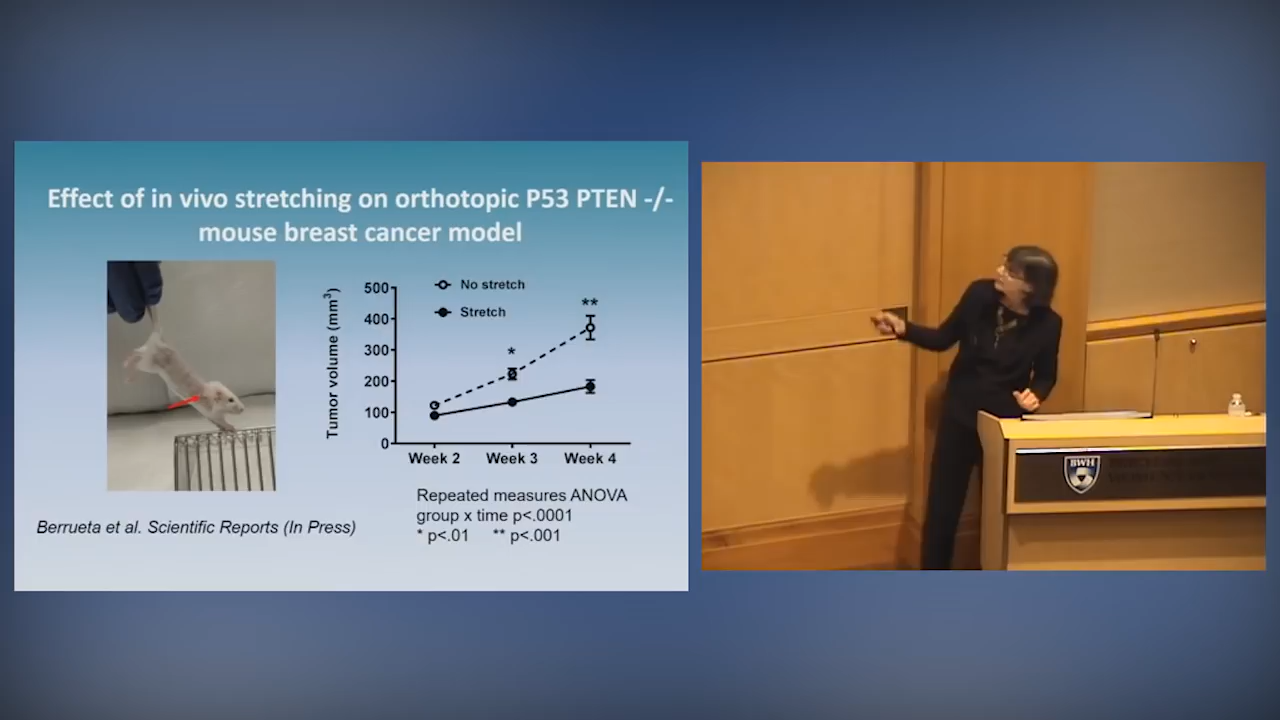 Effect of in vivo stretching on orthotopic P53 PTEN -/-
mouse breast cancer model
Tumor volume (mm³)
500
400
300
200
100
0
No stretch
Stretch
*
**
Week 2
Week 3
Week 4
Repeated measures ANOVA
group x time p<.0001
* p<.01 ** p<.001
Berrueta et al. Scientific Reports (In Press)
BWH